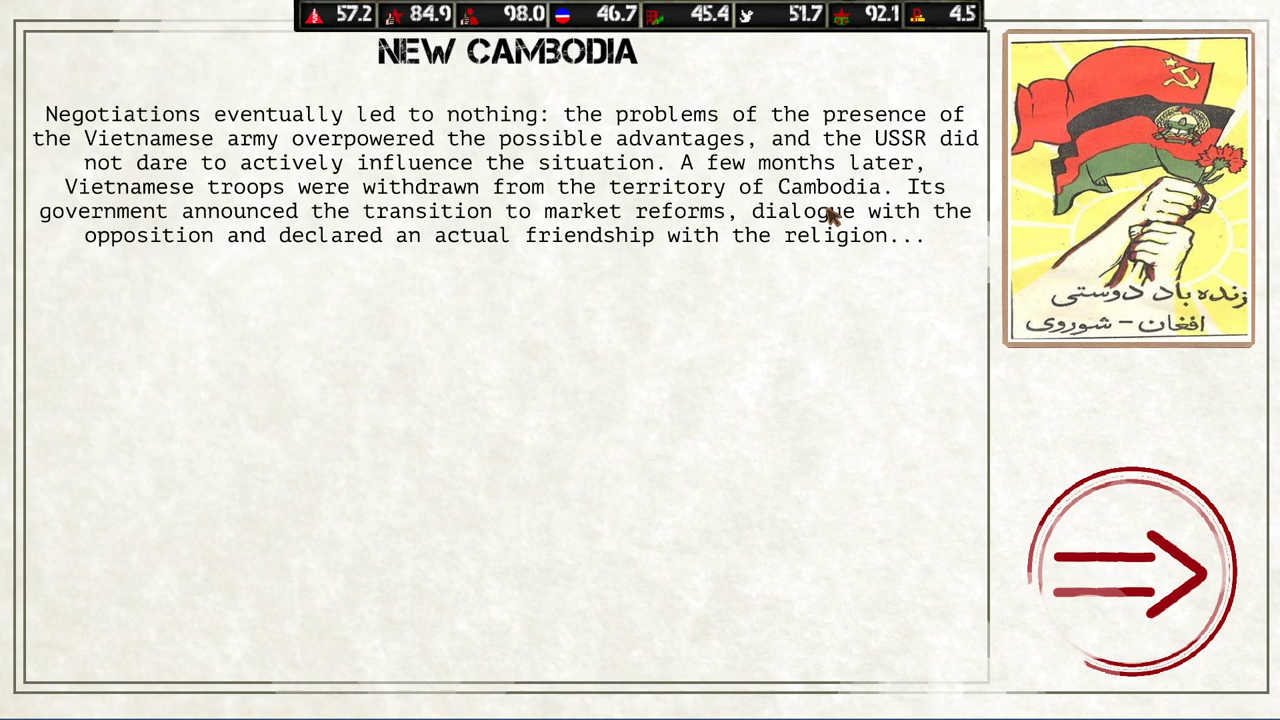 57.2 84.9 98.0 46.7 45.4 51.7 92.1 4.5
NEW CAMBODIA
Negotiations eventually led to nothing: the problems of the presence of
the Vietnamese army overpowered the possible advantages, and the USSR did
not dare to actively influence the situation. A few months later,
Vietnamese troops were withdrawn from the territory of Cambodia. Its
government announced the transition to market reforms, dialogue with the
opposition and declared an actual friendship with the religion...
زنده باد دوستی
افغان - شوروی